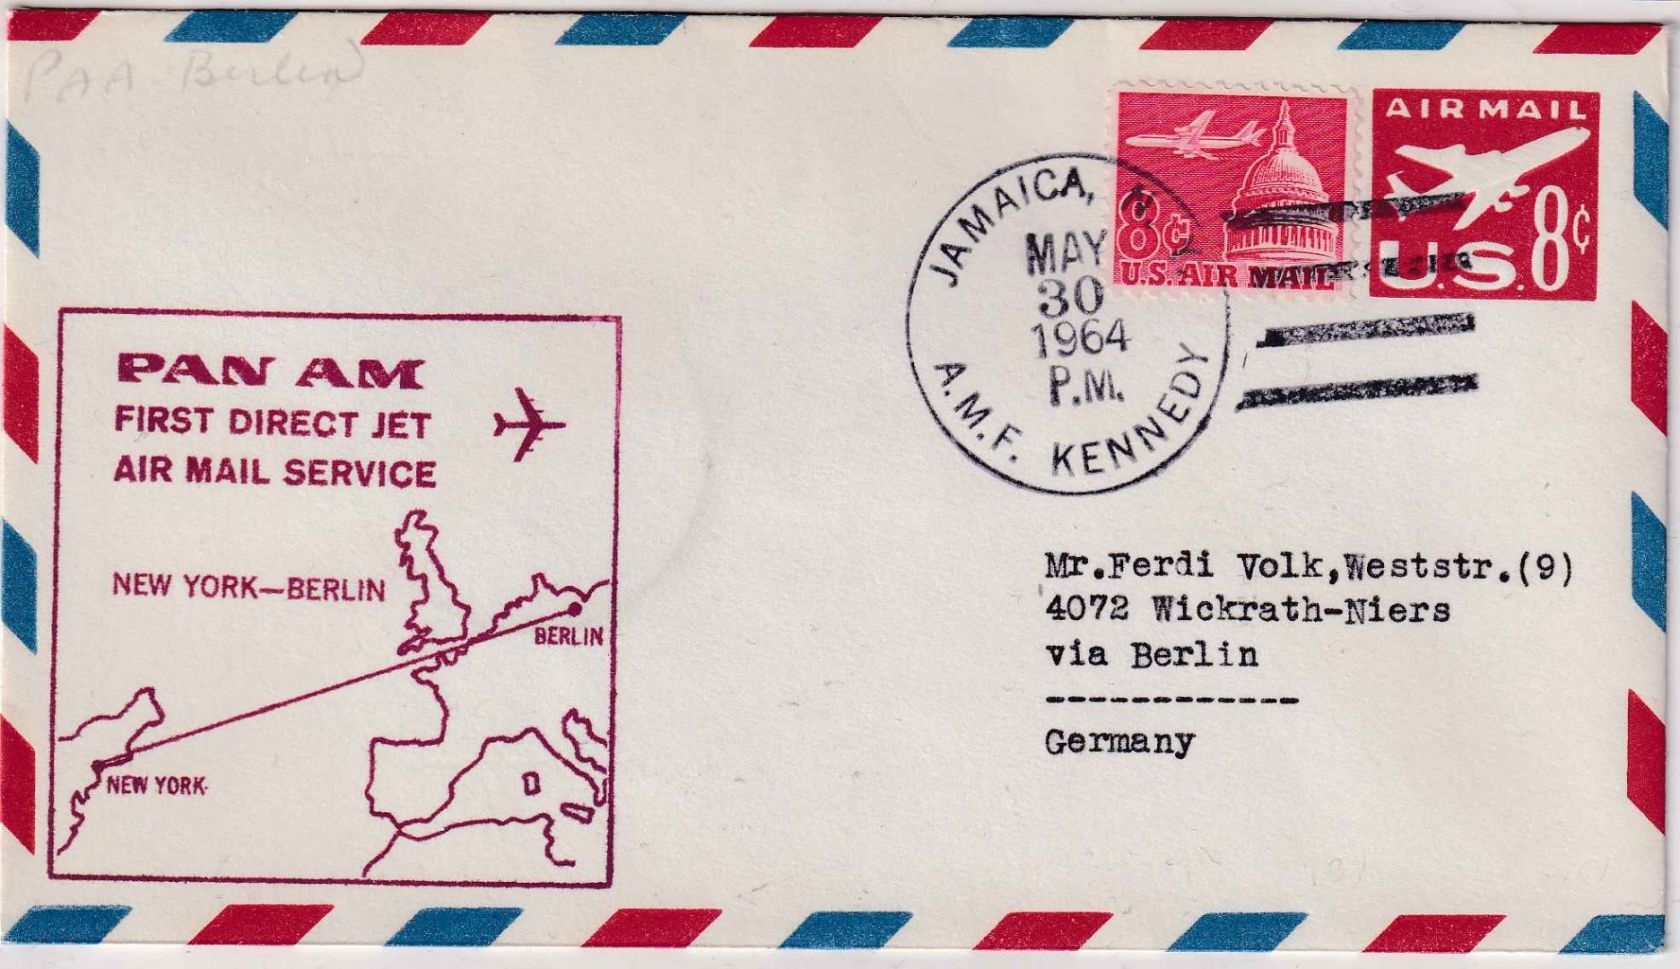 PAA-Berlin
AIR MAIL
U.S. 8¢
8¢
U.S. AIR MAIL
JAMAICA, N.Y.
MAY
30
1964
P.M.
A.M.F. KENNEDY
PAN AM
FIRST DIRECT JET
AIR MAIL SERVICE
NEW YORK—BERLIN
BERLIN
NEW YORK
Mr.Ferdi Volk,Weststr.(9)
4072 Wickrath-Niers
via Berlin
------------
Germany